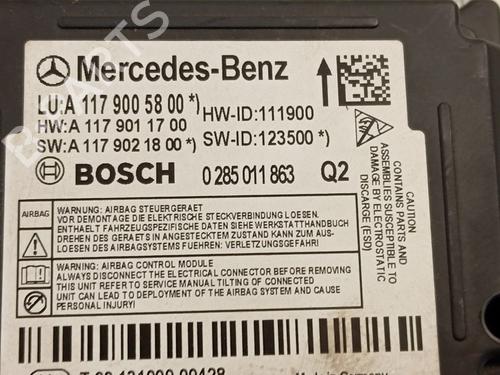 Mercedes-Benz
LU:A 117 900 58 00 *)
HW:A 117 901 17 00
SW:A 117 902 18 00 *)
HW-ID:111900
SW-ID:123500*)
BOSCH
0 285 011 863
Q2
CAUTION
CONTAINS PARTS AND
ASSEMBLIES SUSCEPTIBLE TO
DAMAGE BY ELECTROSTATIC
DISCHARGE (ESD)
AIRBAG
WARNUNG: AIRBAG STEUERGERAET
VOR DEMONTAGE DIE ELEKTRISCHE STECKVERBINDUNG LOESEN.
ENTHAELT FAHRZEUGSPEZIFISCHE DATEN SIEHE WERKSTATTHANDBUCH
DREHEN DES GERAETS IN ANGESTECKTEM ZUSTAND KANN ZUM AUS-
LOESEN DES AIRBAGSYSTEMS FUEHREN: VERLETZUNGSGEFAHR!
WARNING: AIRBAG CONTROL MODULE
ALWAYS DISCONNECT THE ELECTRICAL CONNECTOR BEFORE REMOVING
THIS UNIT REFER TO SERVICE MANUAL TILTING OF CONNECTED
UNIT CAN LEAD TO DEPLOYMENT OF THE AIRBAG SYSTEM AND CAUSE
PERSONAL INJURY!